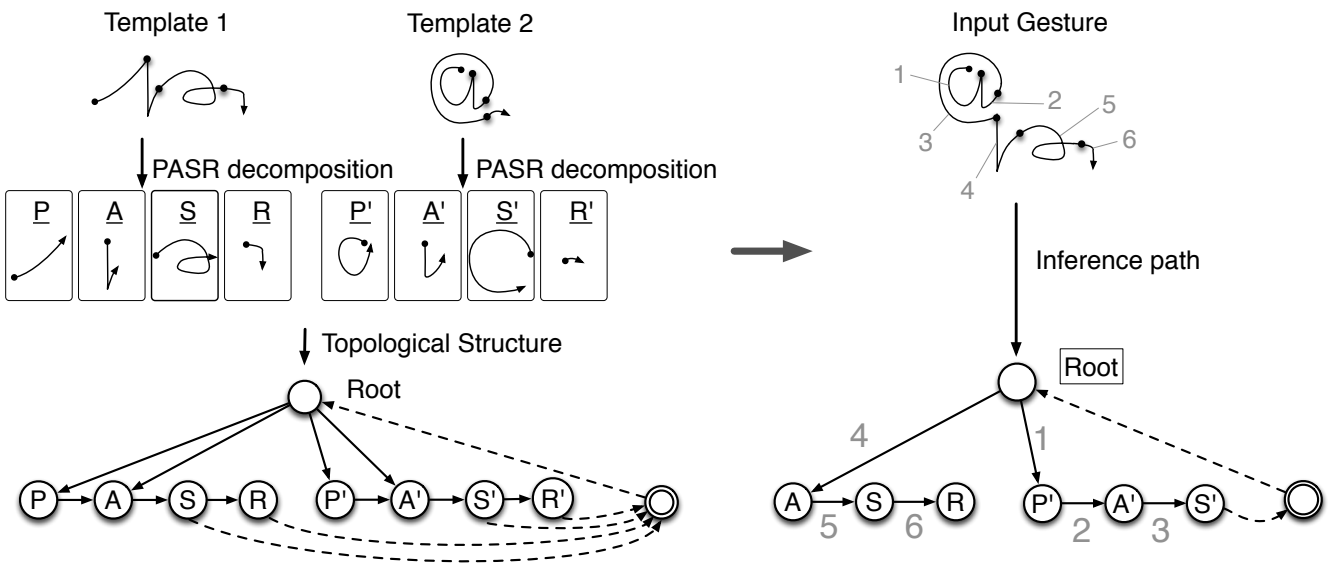 Template 1
Template 2
Input Gesture
1
2
5
3
6
4
PASR decomposition
PASR decomposition
P
A
S
R
P'
A'
S'
R'
Inference path
Topological Structure
Root
Root
4
1
P
A
S
R
P'
A'
S'
R'
A
S
R
P'
A'
S'
5
6
2
3